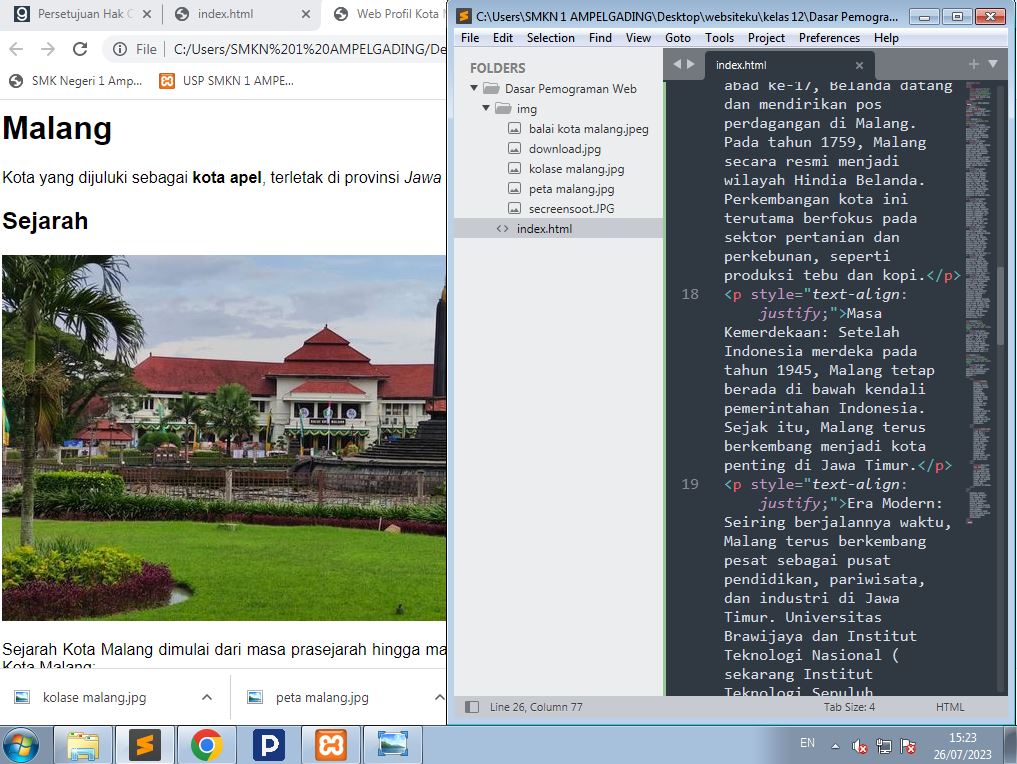 Persetujuan Hak C
index.html
Web Profil Kota M
File
C:/Users/SMKN%201%20AMPELGADING/De
SMK Negeri 1 Amp...
USP SMKN 1 AMPE...
Malang
Kota yang dijuluki sebagai kota apel, terletak di provinsi Jawa
Sejarah
Sejarah Kota Malang dimulai dari masa prasejarah hingga ma
Kota Malang:
kolase malang.jpg
peta malang.jpg
C:\Users\SMKN 1 AMPELGADING\Desktop\websiteku\kelas 12\Dasar Pemogra...
File Edit Selection Find View Goto Tools Project Preferences Help
FOLDERS
Dasar Pemograman Web
img
balai kota malang.jpeg
download.jpg
kolase malang.jpg
peta malang.jpg
secreensoot.JPG
index.html
index.html
abad ke-17, Belanda datang
dan mendirikan pos
perdagangan di Malang.
Pada tahun 1759, Malang
secara resmi menjadi
wilayah Hindia Belanda.
Perkembangan kota ini
terutama berfokus pada
sektor pertanian dan
perkebunan, seperti
produksi tebu dan kopi.</p>
18 <p style="text-align:
justify;">Masa
Kemerdekaan: Setelah
Indonesia merdeka pada
tahun 1945, Malang tetap
berada di bawah kendali
pemerintahan Indonesia.
Sejak itu, Malang terus
berkembang menjadi kota
penting di Jawa Timur.</p>
19 <p style="text-align:
justify;">Era Modern:
Seiring berjalannya waktu,
Malang terus berkembang
pesat sebagai pusat
pendidikan, pariwisata,
dan industri di Jawa
Timur. Universitas
Brawijaya dan Institut
Teknologi Nasional (
sekarang Institut
Teknologi Sepuluh
Line 26, Column 77
Tab Size: 4
HTML
EN
15:23
26/07/2023